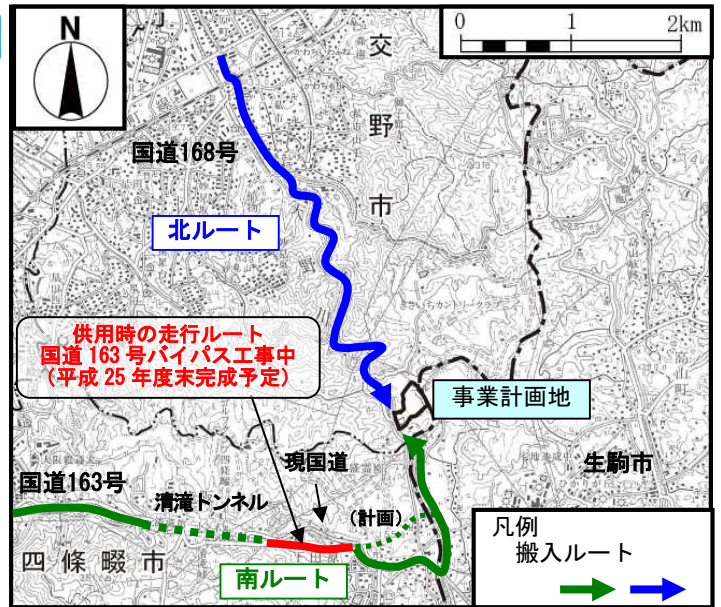 N
0 1 2km
交野市
国道168号
北ルート
供用時の走行ルート
国道163号バイパス工事中
(平成25年度末完成予定)
事業計画地
生駒市
高山町
現国道
国道163号
清滝トンネル
(計画)
四條畷市
南ルート
凡例
搬入ルート